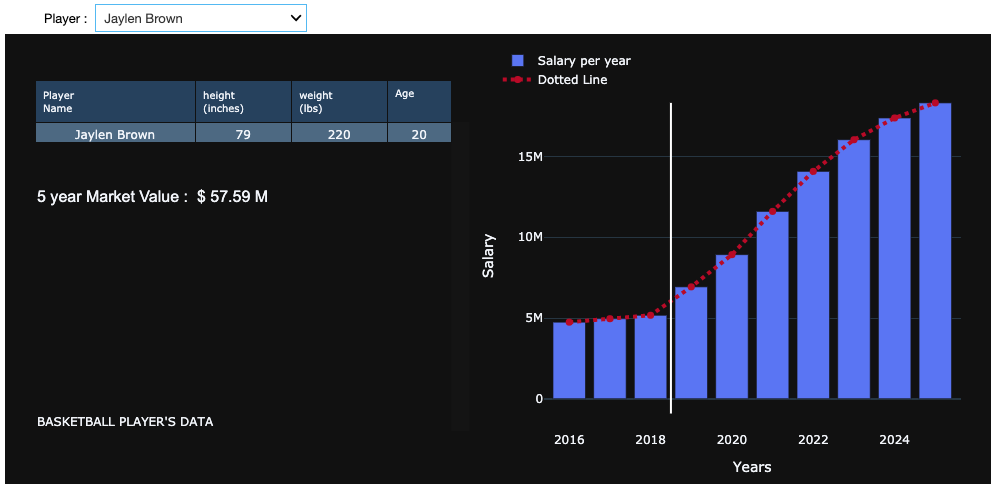 Player :
Jaylen Brown
Player
Name
height
(inches)
weight
(lbs)
Age
Jaylen Brown
79
220
20
5 year Market Value : $ 57.59 M
BASKETBALL PLAYER'S DATA
Salary per year
Dotted Line
15M
10M
5M
0
Salary
2016
2018
2020
2022
2024
Years